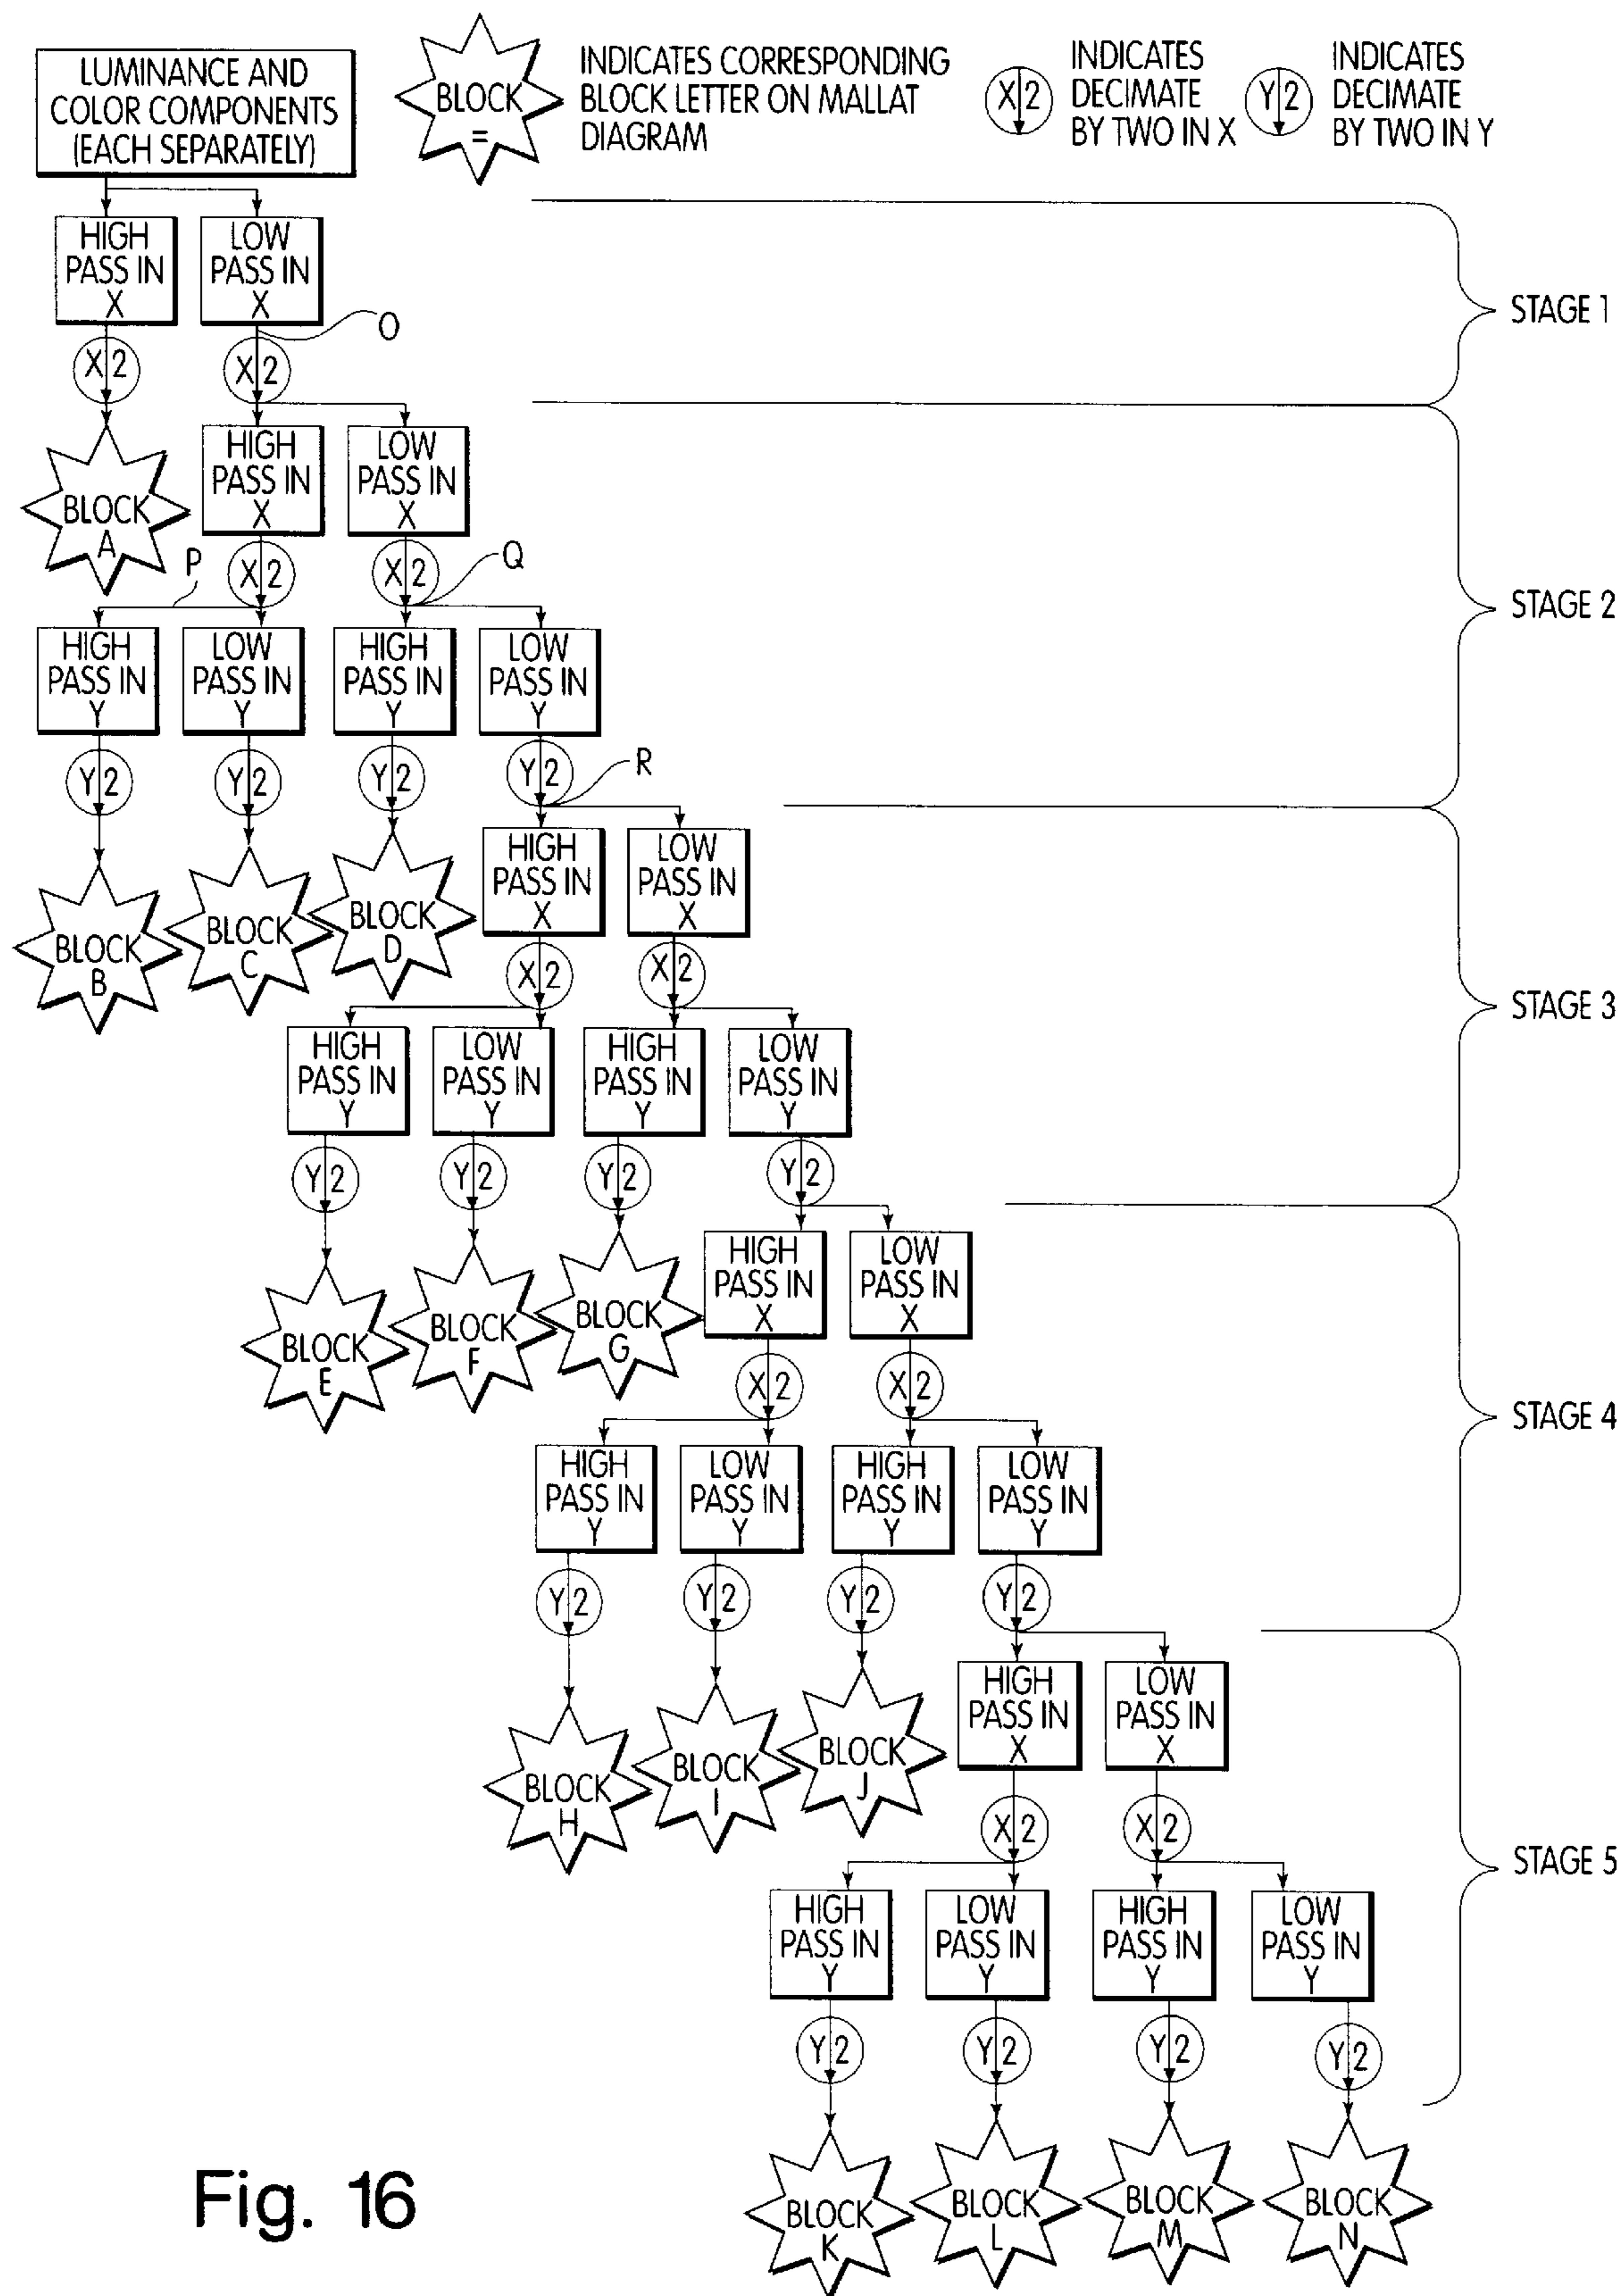 LUMINANCE AND
COLOR COMPONENTS
(EACH SEPARATELY)
BLOCK
=
INDICATES CORRESPONDING
BLOCK LETTER ON MALLAT
DIAGRAM
X 2
INDICATES
DECIMATE
BY TWO IN X
Y 2
INDICATES
DECIMATE
BY TWO IN Y
HIGH
PASS IN
X
LOW
PASS IN
X
O
STAGE 1
X 2
X 2
BLOCK
A
HIGH
PASS IN
X
LOW
PASS IN
X
P
X 2
X 2
Q
STAGE 2
HIGH
PASS IN
Y
LOW
PASS IN
Y
HIGH
PASS IN
Y
LOW
PASS IN
Y
Y 2
Y 2
Y 2
Y 2
R
BLOCK
B
BLOCK
C
BLOCK
D
HIGH
PASS IN
X
LOW
PASS IN
X
X 2
X 2
STAGE 3
HIGH
PASS IN
Y
LOW
PASS IN
Y
HIGH
PASS IN
Y
LOW
PASS IN
Y
Y 2
Y 2
Y 2
Y 2
BLOCK
E
BLOCK
F
BLOCK
G
HIGH
PASS IN
X
LOW
PASS IN
X
X 2
X 2
STAGE 4
HIGH
PASS IN
Y
LOW
PASS IN
Y
HIGH
PASS IN
Y
LOW
PASS IN
Y
Y 2
Y 2
Y 2
Y 2
BLOCK
H
BLOCK
I
BLOCK
J
HIGH
PASS IN
X
LOW
PASS IN
X
X 2
X 2
STAGE 5
HIGH
PASS IN
Y
LOW
PASS IN
Y
HIGH
PASS IN
Y
LOW
PASS IN
Y
Y 2
Y 2
Y 2
Y 2
BLOCK
K
BLOCK
L
BLOCK
M
BLOCK
N
Fig. 16